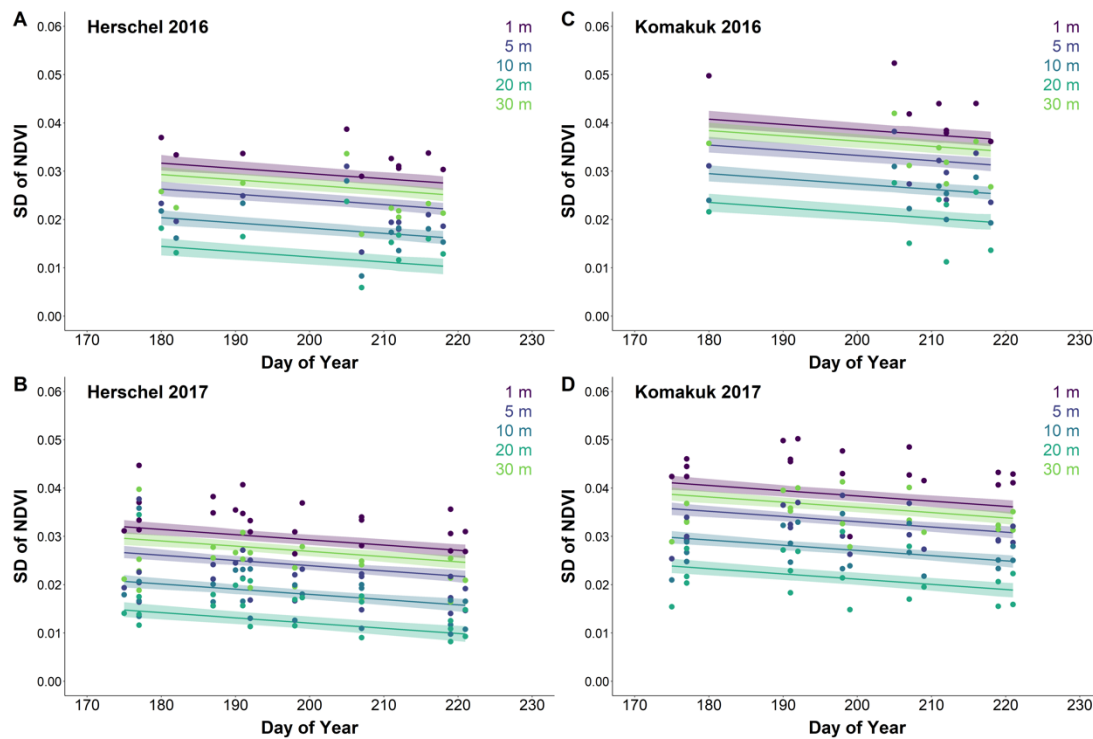 A
Herschel 2016
1 m
5 m
10 m
20 m
30 m
SD of NDVI
0.06
0.05
0.04
0.03
0.02
0.01
0.00
170 180 190 200 210 220 230
Day of Year
C
Komakuk 2016
1 m
5 m
10 m
20 m
30 m
SD of NDVI
0.06
0.05
0.04
0.03
0.02
0.01
0.00
170 180 190 200 210 220 230
Day of Year
B
Herschel 2017
1 m
5 m
10 m
20 m
30 m
SD of NDVI
0.06
0.05
0.04
0.03
0.02
0.01
0.00
170 180 190 200 210 220 230
Day of Year
D
Komakuk 2017
1 m
5 m
10 m
20 m
30 m
SD of NDVI
0.06
0.05
0.04
0.03
0.02
0.01
0.00
170 180 190 200 210 220 230
Day of Year